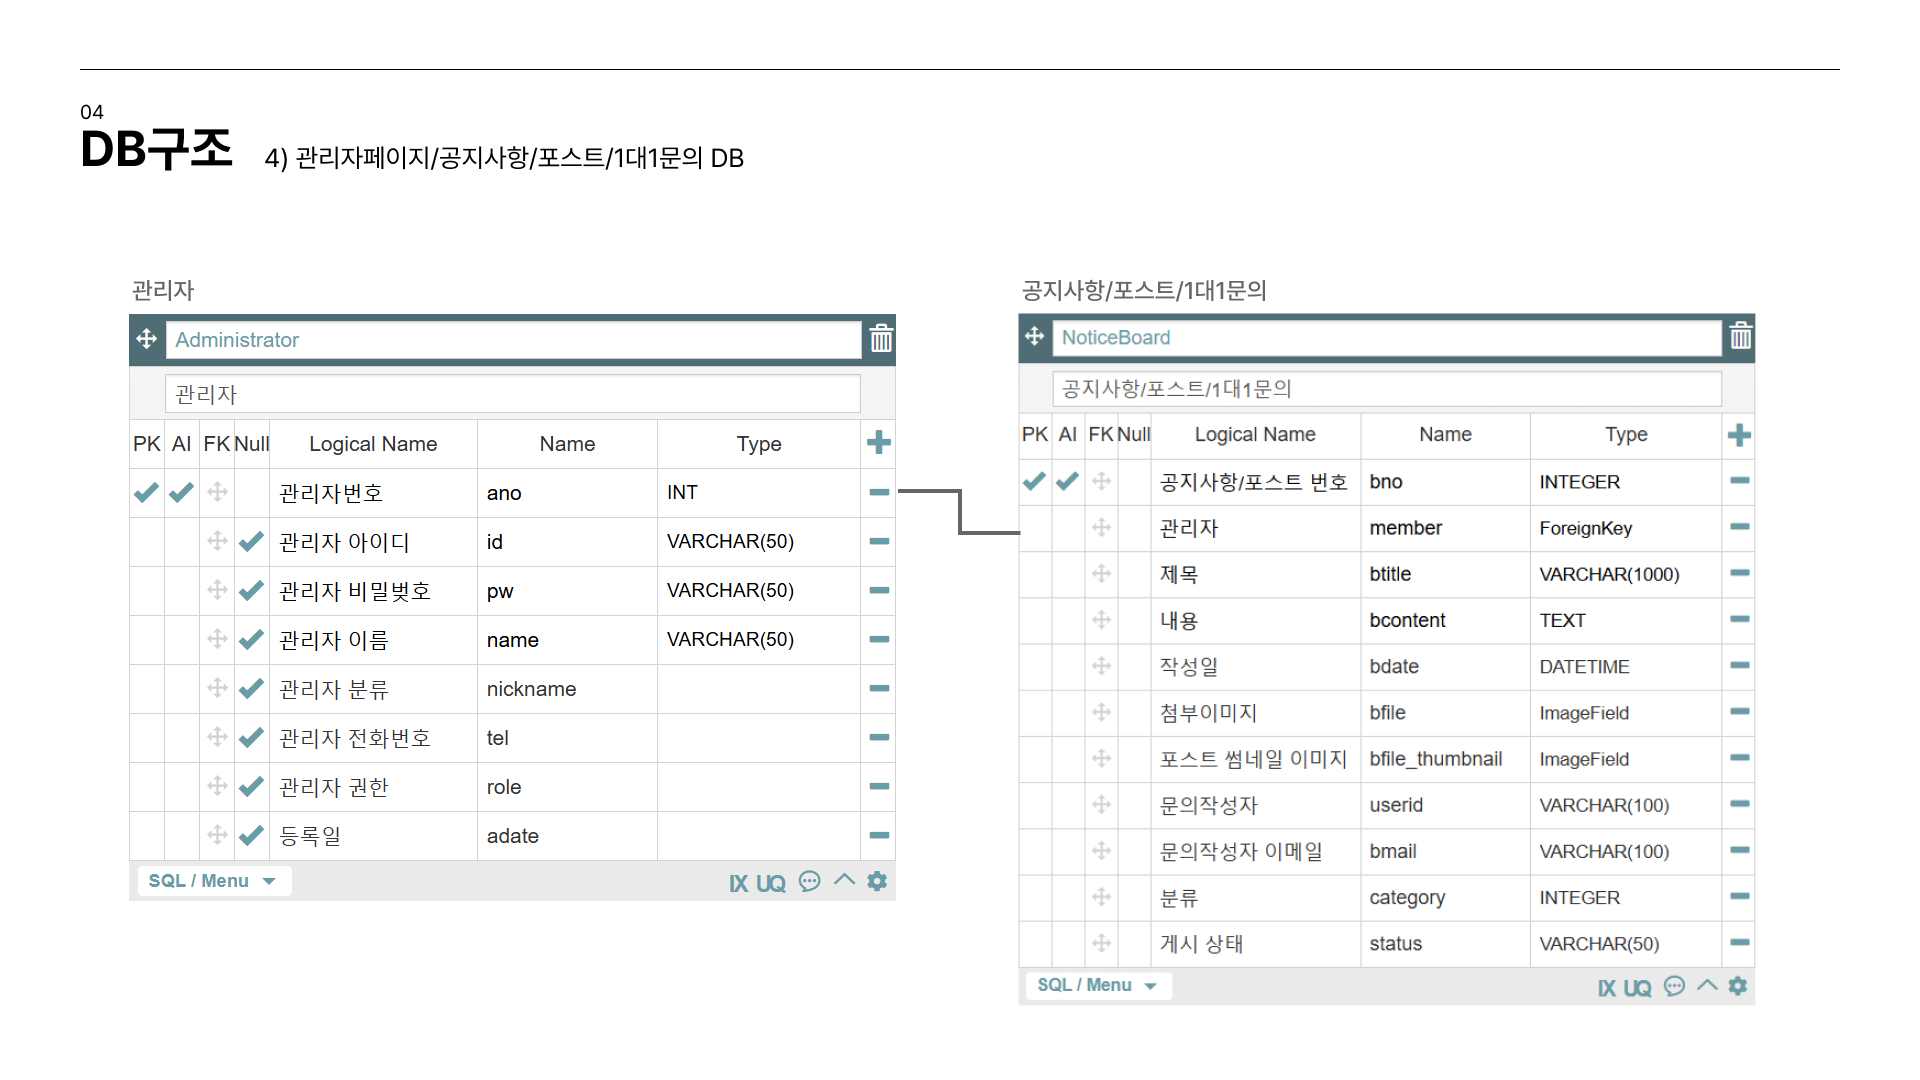 04
DB구조 4) 관리자페이지/공지사항/포스트/1대1문의 DB
관리자
Administrator
관리자
PK AI FK Null Logical Name Name Type
관리자번호 ano INT
관리자 아이디 id VARCHAR(50)
관리자 비밀벚호 pw VARCHAR(50)
관리자 이름 name VARCHAR(50)
관리자 분류 nickname
관리자 전화번호 tel
관리자 권한 role
등록일 adate
SQL / Menu IX UQ
공지사항/포스트/1대1문의
NoticeBoard
공지사항/포스트/1대1문의
PK AI FK Null Logical Name Name Type
공지사항/포스트 번호 bno INTEGER
관리자 member ForeignKey
제목 btitle VARCHAR(1000)
내용 bcontent TEXT
작성일 bdate DATETIME
첨부이미지 bfile ImageField
포스트 썸네일 이미지 bfile_thumbnail ImageField
문의작성자 userid VARCHAR(100)
문의작성자 이메일 bmail VARCHAR(100)
분류 category INTEGER
게시 상태 status VARCHAR(50)
SQL / Menu IX UQ